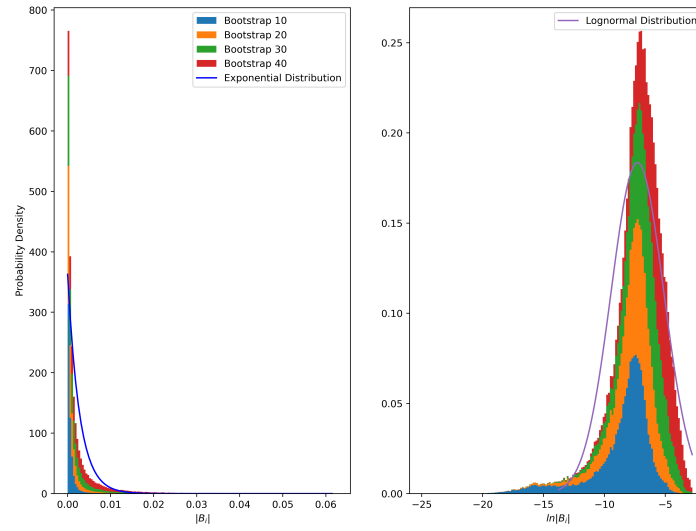 800
700
600
500
400
300
200
100
0
Probability Density
0.00 0.01 0.02 0.03 0.04 0.05 0.06
|B_i|
Bootstrap 10
Bootstrap 20
Bootstrap 30
Bootstrap 40
Exponential Distribution
0.25
0.20
0.15
0.10
0.05
0.00
−25 −20 −15 −10 −5
ln|B_i|
Lognormal Distribution